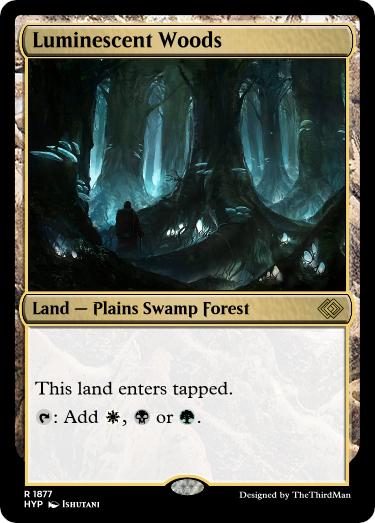 Luminescent Woods
Land — Plains Swamp Forest
This land enters tapped.
: Add , or .
R 1877
HYP Ishutani
Designed by TheThirdMan